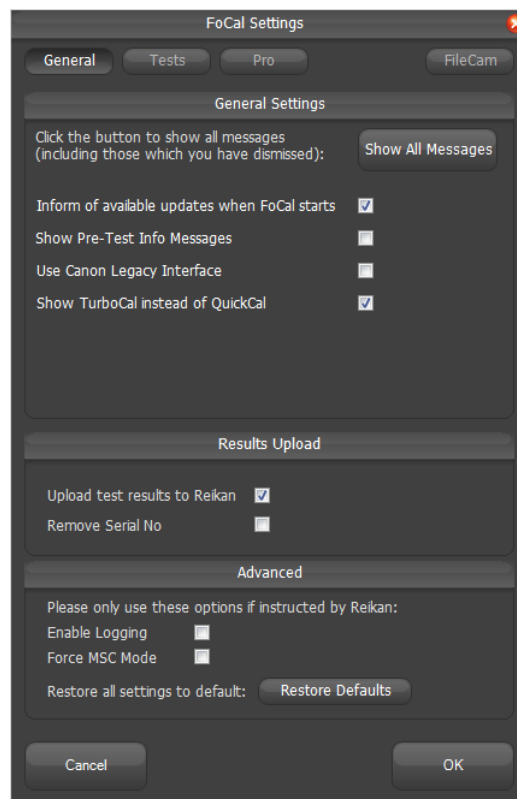 FoCal Settings
General Tests Pro FileCam
General Settings
Click the button to show all messages
(including those which you have dismissed):
Show All Messages
Inform of available updates when FoCal starts
Show Pre-Test Info Messages
Use Canon Legacy Interface
Show TurboCal instead of QuickCal
Results Upload
Upload test results to Reikan
Remove Serial No
Advanced
Please only use these options if instructed by Reikan:
Enable Logging
Force MSC Mode
Restore all settings to default: Restore Defaults
Cancel OK